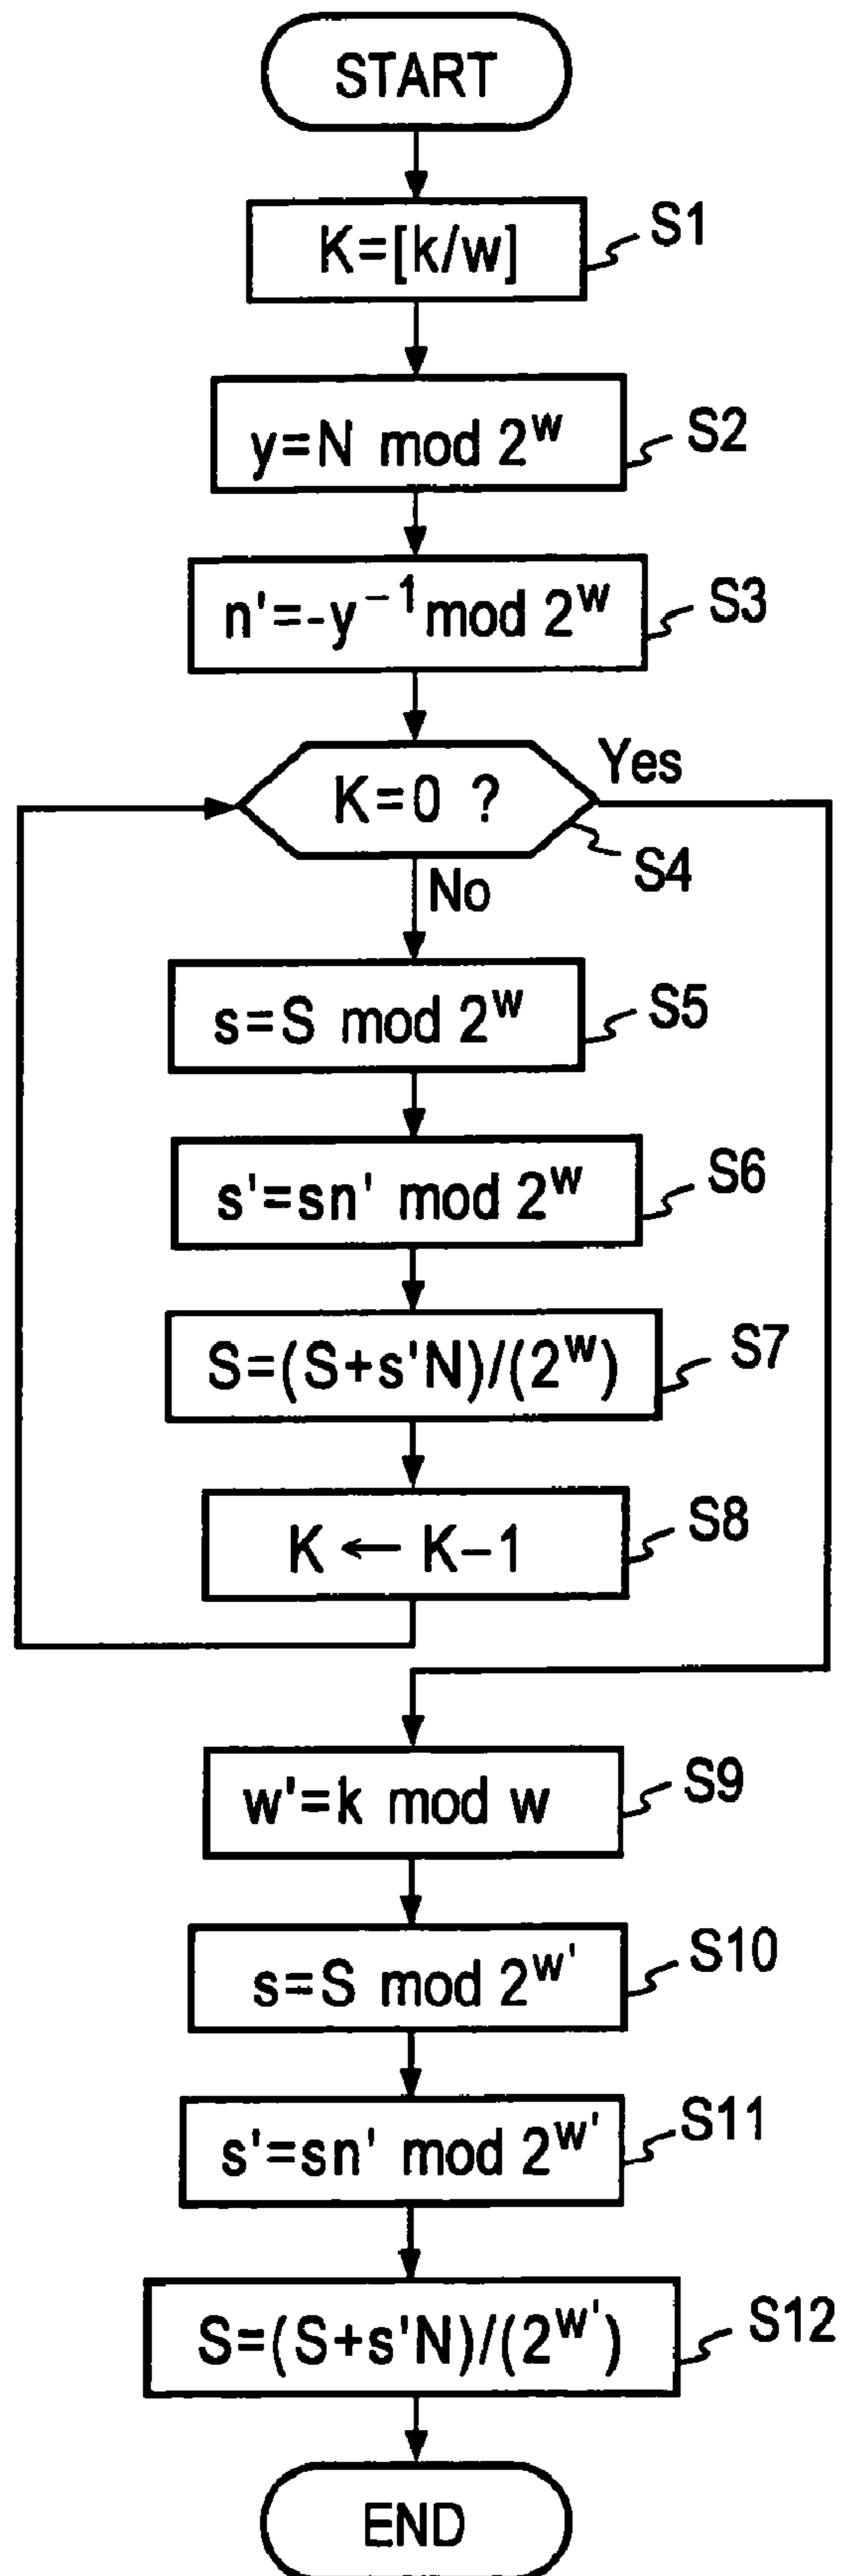 START
K=[k/w]
S1
y=N mod 2^w
S2
n'=-y^-1 mod 2^w
S3
K=0 ?
Yes
S4
No
s=S mod 2^w
S5
s'=sn' mod 2^w
S6
S=(S+s'N)/(2^w)
S7
K ← K-1
S8
w'=k mod w
S9
s=S mod 2^w'
S10
s'=sn' mod 2^w'
S11
S=(S+s'N)/(2^w')
S12
END